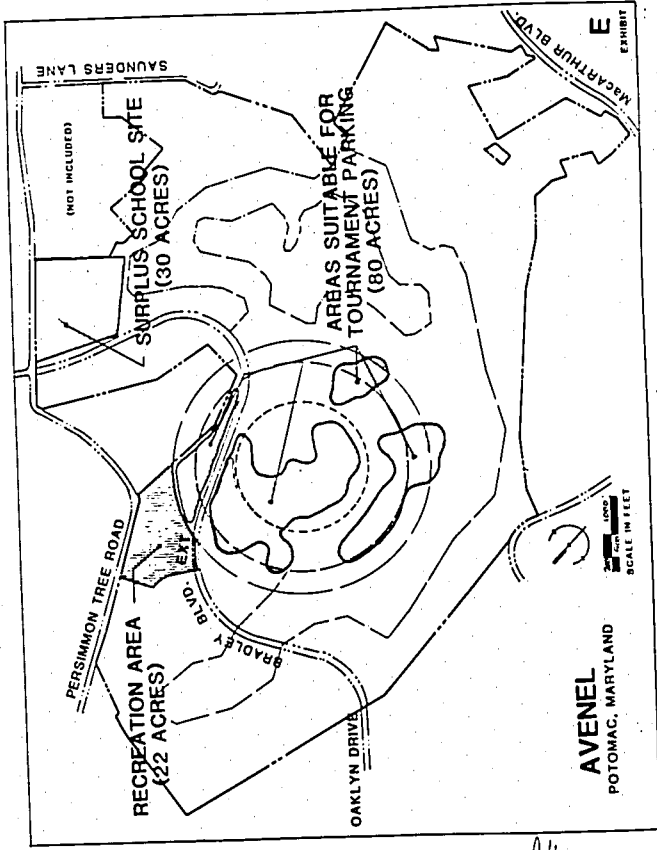 SAUNDERS LANE
(NOT INCLUDED)
SURPLUS SCHOOL SITE
(30 ACRES)
PERSIMMON TREE ROAD
RECREATION AREA
(22 ACRES)
EXT
BLVD
BRADLEY
OAKLYN DRIVE
AREAS SUITABLE FOR
TOURNAMENT PARKING
(80 ACRES)
MacARTHUR BLVD.
E
EXHIBIT
SCALE IN FEET
AVENEL
POTOMAC, MARYLAND